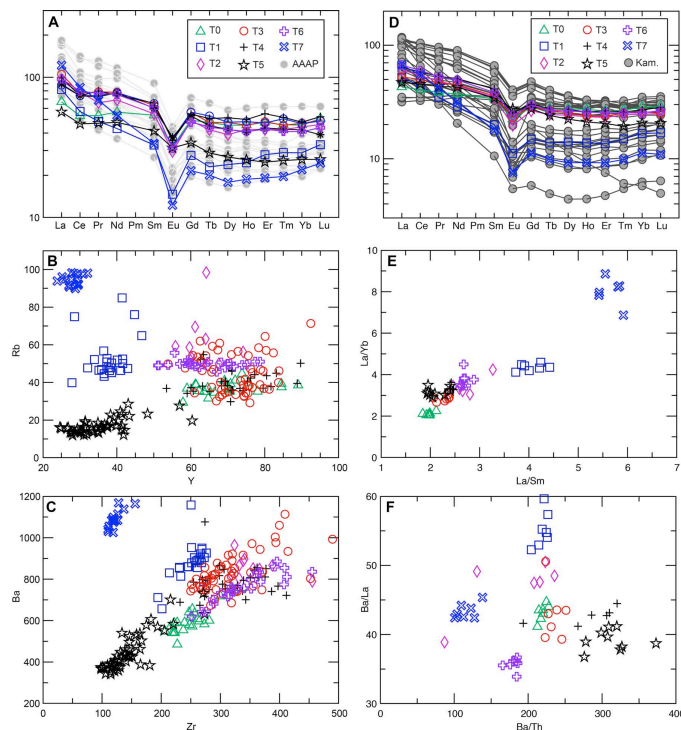 A
T0 T3 T6
T1 T4 T7
T2 T5 AAAP
100
10
La Ce Pr Nd Pm Sm Eu Gd Tb Dy Ho Er Tm Yb Lu
D
T0 T3 T6
T1 T4 T7
T2 T5 Kam.
100
10
La Ce Pr Nd Pm Sm Eu Gd Tb Dy Ho Er Tm Yb Lu
B
Rb
100
80
60
40
20
0
20 40 60 80 100
Y
E
La/Yb
10
8
6
4
2
0
1 2 3 4 5 6 7
La/Sm
C
Ba
1200
1000
800
600
400
200
0 100 200 300 400 500
Zr
F
Ba/La
60
50
40
30
0 100 200 300 400
Ba/Th